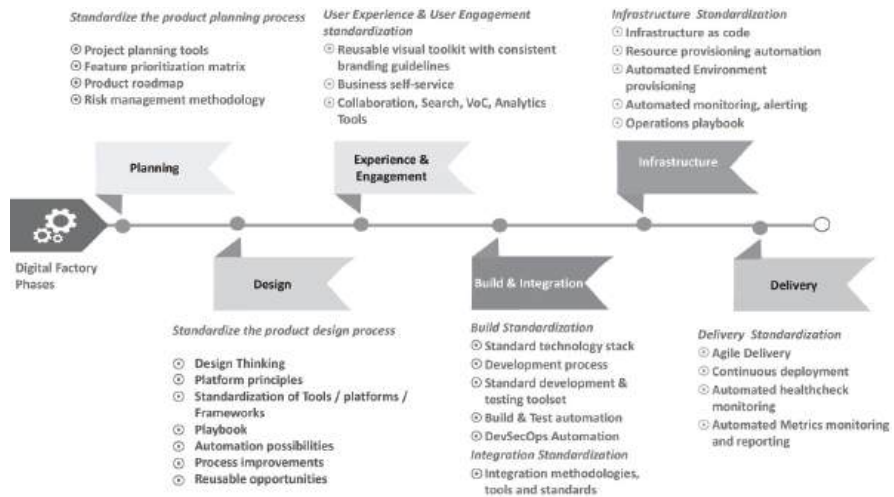 Standardize the product planning process
Project planning tools
Feature prioritization matrix
Product roadmap
Risk management methodology
User Experience & User Engagement
standardization
Reusable visual toolkit with consistent
branding guidelines
Business self-service
Collaboration, Search, VoC, Analytics
Tools
Infrastructure Standardization
Infrastructure as code
Resource provisioning automation
Automated Environment
provisioning
Automated monitoring, alerting
Operations playbook
Planning
Experience &
Engagement
Infrastructure
Digital Factory
Phases
Design
Build & Integration
Delivery
Standardize the product design process
Design Thinking
Platform principles
Standardization of Tools / platforms /
Frameworks
Playbook
Automation possibilities
Process improvements
Reusable opportunities
Build Standardization
Standard technology stack
Development process
Standard development &
testing toolset
Build & Test automation
DevSecOps Automation
Integration Standardization
Integration methodologies,
tools and standards
Delivery Standardization
Agile Delivery
Continuous deployment
Automated healthcheck
monitoring
Automated Metrics monitoring
and reporting